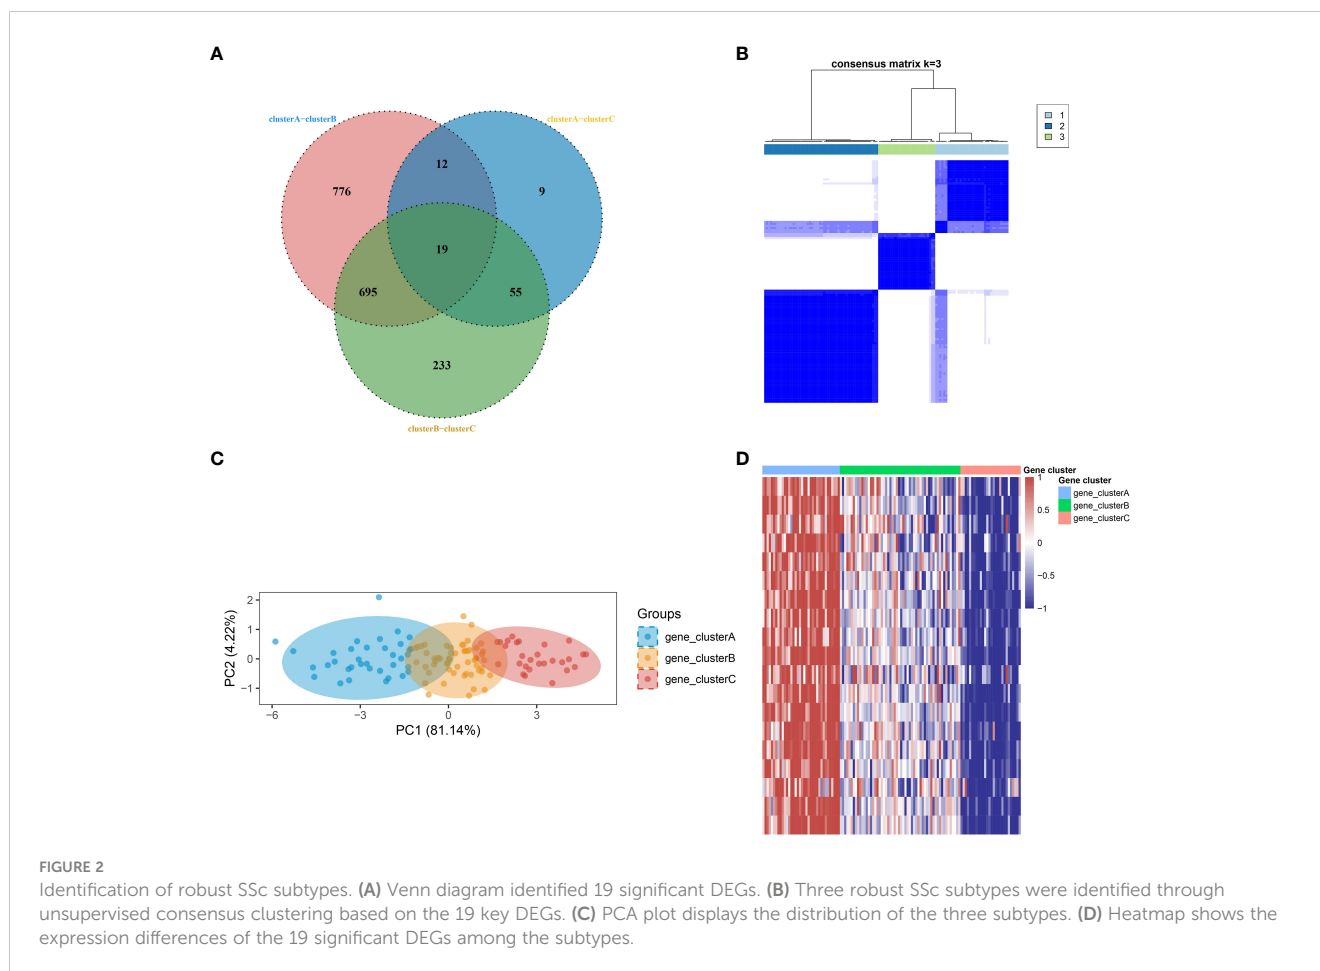 A
clusterA−clusterB
clusterA−clusterC
12
776
9
19
695
55
233
clusterB−clusterC
B
consensus matrix k=3
1
2
3
C
PC2 (4.22%)
2
1
0
−1
−6
−3
0
3
PC1 (81.14%)
Groups
gene_clusterA
gene_clusterB
gene_clusterC
D
Gene cluster
1
0.5
0
−0.5
−1
Gene cluster
gene_clusterA
gene_clusterB
gene_clusterC
FIGURE 2
Identification of robust SSc subtypes. (A) Venn diagram identified 19 significant DEGs. (B) Three robust SSc subtypes were identified through
unsupervised consensus clustering based on the 19 key DEGs. (C) PCA plot displays the distribution of the three subtypes. (D) Heatmap shows the
expression differences of the 19 significant DEGs among the subtypes.